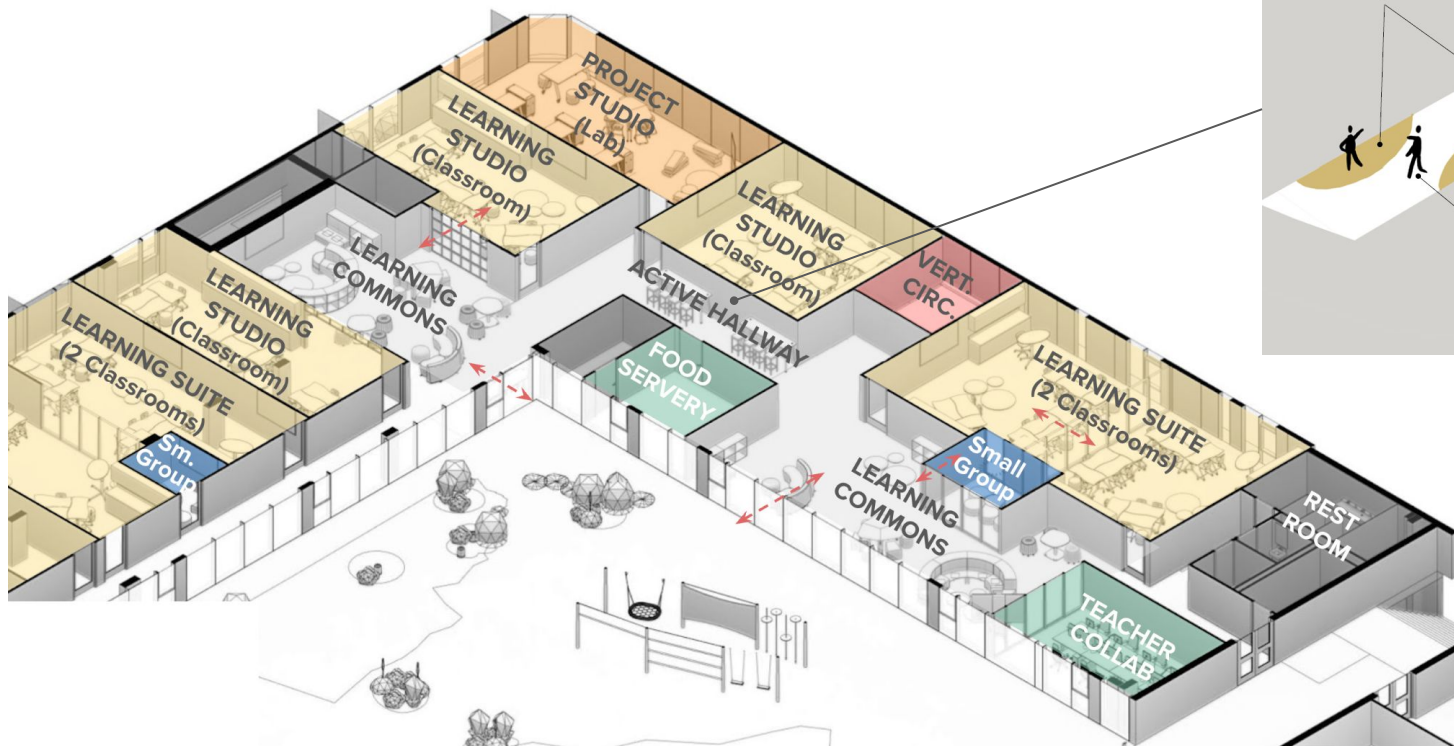 PROJECT
STUDIO
(Lab)
LEARNING
STUDIO
(Classroom)
LEARNING
STUDIO
(Classroom)
VERT.
CIRC.
LEARNING
COMMONS
ACTIVE HALLWAY
LEARNING
STUDIO
(Classroom)
LEARNING SUITE
(2 Classrooms)
Sm.
Group
FOOD
SERVERY
LEARNING SUITE
(2 Classrooms)
Small
Group
LEARNING
COMMONS
REST
ROOM
TEACHER
COLLAB